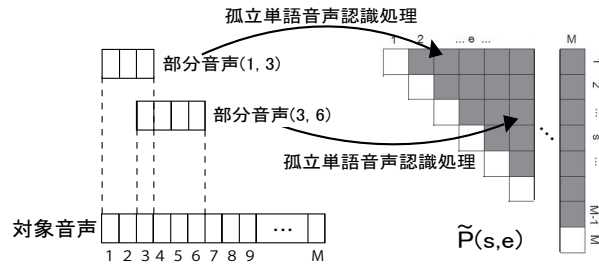 孤立単語音声認識処理
1 2 ... e ... M
部分音声(1, 3)
1
2
...
s
...
M-1
M
部分音声(3, 6)
...
孤立単語音声認識処理
対象音声
...
P̃(s,e)
1 2 3 4 5 6 7 8 9 M